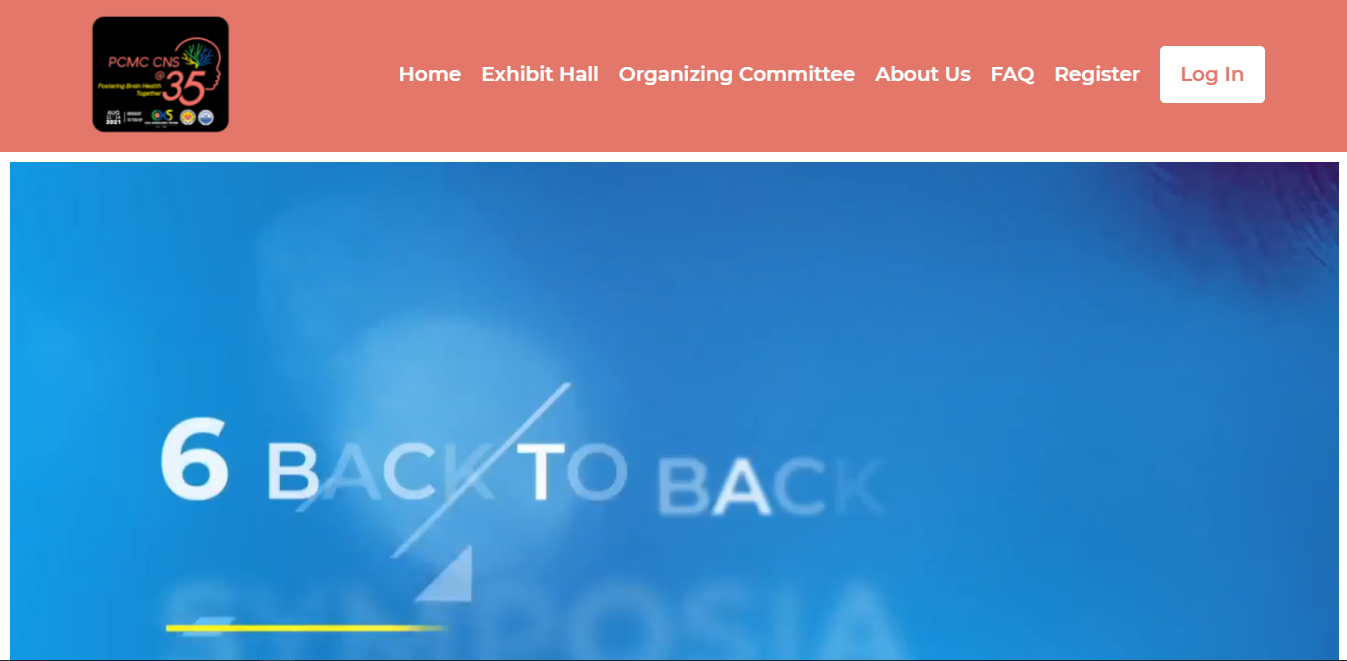 PCMC CNS
@
35
Fostering Brain Health
Together
AUG
2021
Home
Exhibit Hall
Organizing Committee
About Us
FAQ
Register
Log In
6 BACK TO BACK
SYMPOSIA